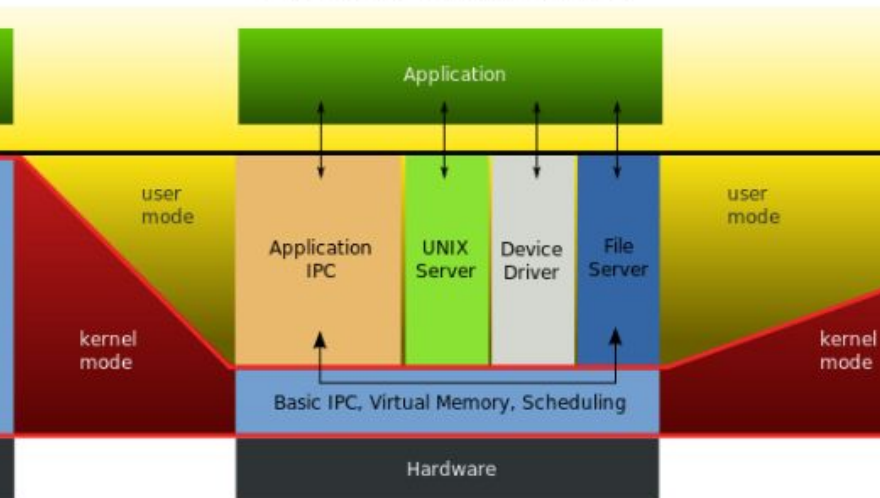 Application
user
mode
Application
IPC
UNIX
Server
Device
Driver
File
Server
user
mode
kernel
mode
kernel
mode
Basic IPC, Virtual Memory, Scheduling
Hardware